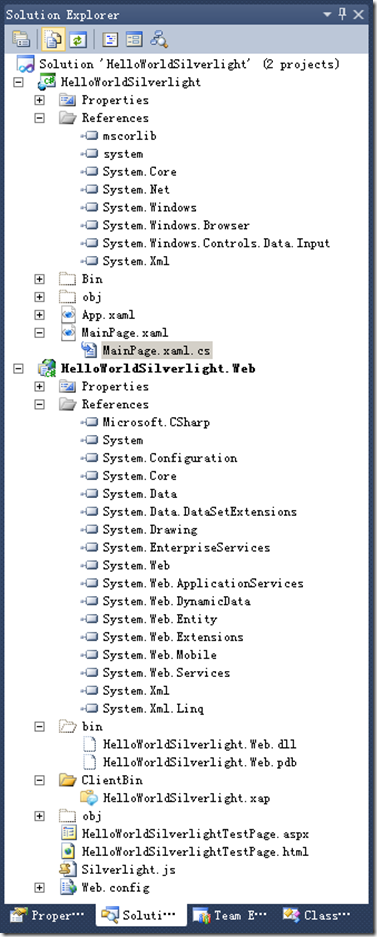 Solution Explorer
Solution 'HelloWorldSilverlight' (2 projects)
HelloWorldSilverlight
Properties
References
mscorlib
system
System.Core
System.Net
System.Windows
System.Windows.Browser
System.Windows.Controls.Data.Input
System.Xml
Bin
obj
App.xaml
MainPage.xaml
MainPage.xaml.cs
HelloWorldSilverlight.Web
Properties
References
Microsoft.CSharp
System
System.Configuration
System.Core
System.Data
System.Data.DataSetExtensions
System.Drawing
System.EnterpriseServices
System.Web
System.Web.ApplicationServices
System.Web.DynamicData
System.Web.Entity
System.Web.Extensions
System.Web.Mobile
System.Web.Services
System.Xml
System.Xml.Linq
bin
HelloWorldSilverlight.Web.dll
HelloWorldSilverlight.Web.pdb
ClientBin
HelloWorldSilverlight.xap
obj
HelloWorldSilverlightTestPage.aspx
HelloWorldSilverlightTestPage.html
Silverlight.js
Web.config
Proper... Soluti... Team E... Class...